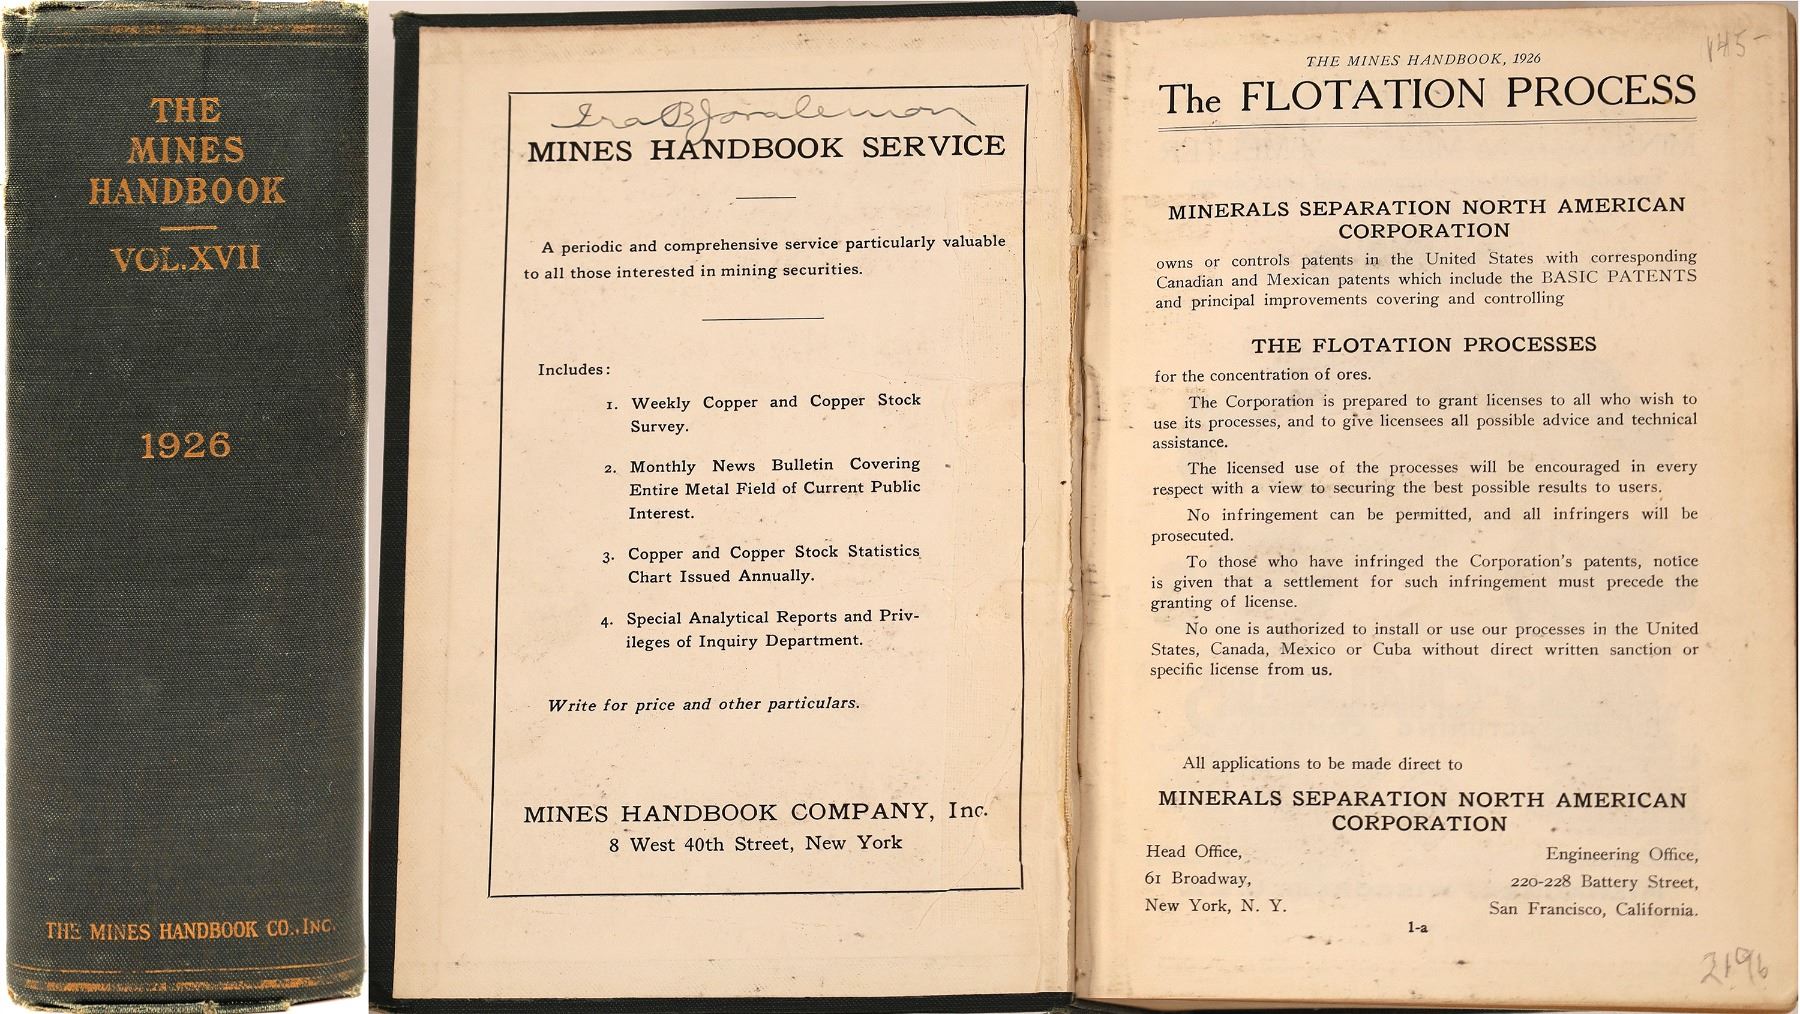 THE
MINES
HANDBOOK
VOL.XVII
1926
THE MINES HANDBOOK CO., INC.
Ira B Joralemon
MINES HANDBOOK SERVICE
A periodic and comprehensive service particularly valuable
to all those interested in mining securities.
Includes:
1. Weekly Copper and Copper Stock
Survey.
2. Monthly News Bulletin Covering
Entire Metal Field of Current Public
Interest.
3. Copper and Copper Stock Statistics
Chart Issued Annually.
4. Special Analytical Reports and Priv-
ileges of Inquiry Department.
Write for price and other particulars.
MINES HANDBOOK COMPANY, Inc.
8 West 40th Street, New York
145-
THE MINES HANDBOOK, 1926
The FLOTATION PROCESS
MINERALS SEPARATION NORTH AMERICAN
CORPORATION
owns or controls patents in the United States with corresponding
Canadian and Mexican patents which include the BASIC PATENTS
and principal improvements covering and controlling
THE FLOTATION PROCESSES
for the concentration of ores.
The Corporation is prepared to grant licenses to all who wish to
use its processes, and to give licensees all possible advice and technical
assistance.
The licensed use of the processes will be encouraged in every
respect with a view to securing the best possible results to users.
No infringement can be permitted, and all infringers will be
prosecuted.
To those who have infringed the Corporation's patents, notice
is given that a settlement for such infringement must precede the
granting of license.
No one is authorized to install or use our processes in the United
States, Canada, Mexico or Cuba without direct written sanction or
specific license from us.
All applications to be made direct to
MINERALS SEPARATION NORTH AMERICAN
CORPORATION
Head Office,
61 Broadway,
New York, N. Y.
Engineering Office,
220-228 Battery Street,
San Francisco, California.
1-a